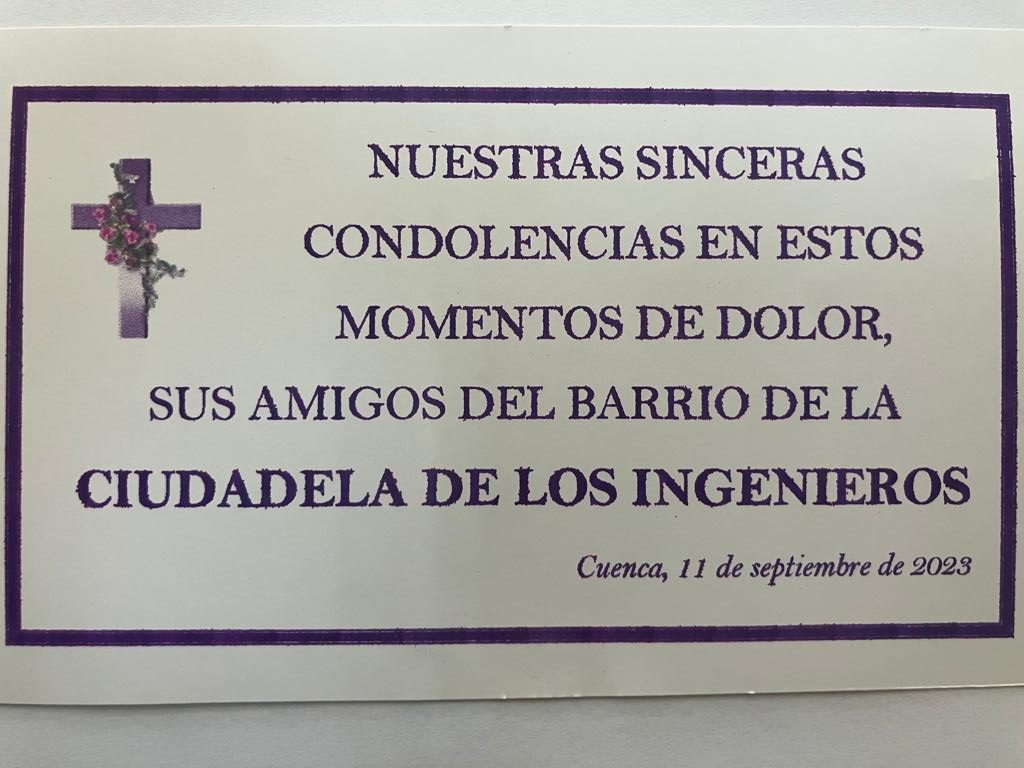 NUESTRAS SINCERAS
CONDOLENCIAS EN ESTOS
MOMENTOS DE DOLOR,
SUS AMIGOS DEL BARRIO DE LA
CIUDADELA DE LOS INGENIEROS
Cuenca, 11 de septiembre de 2023